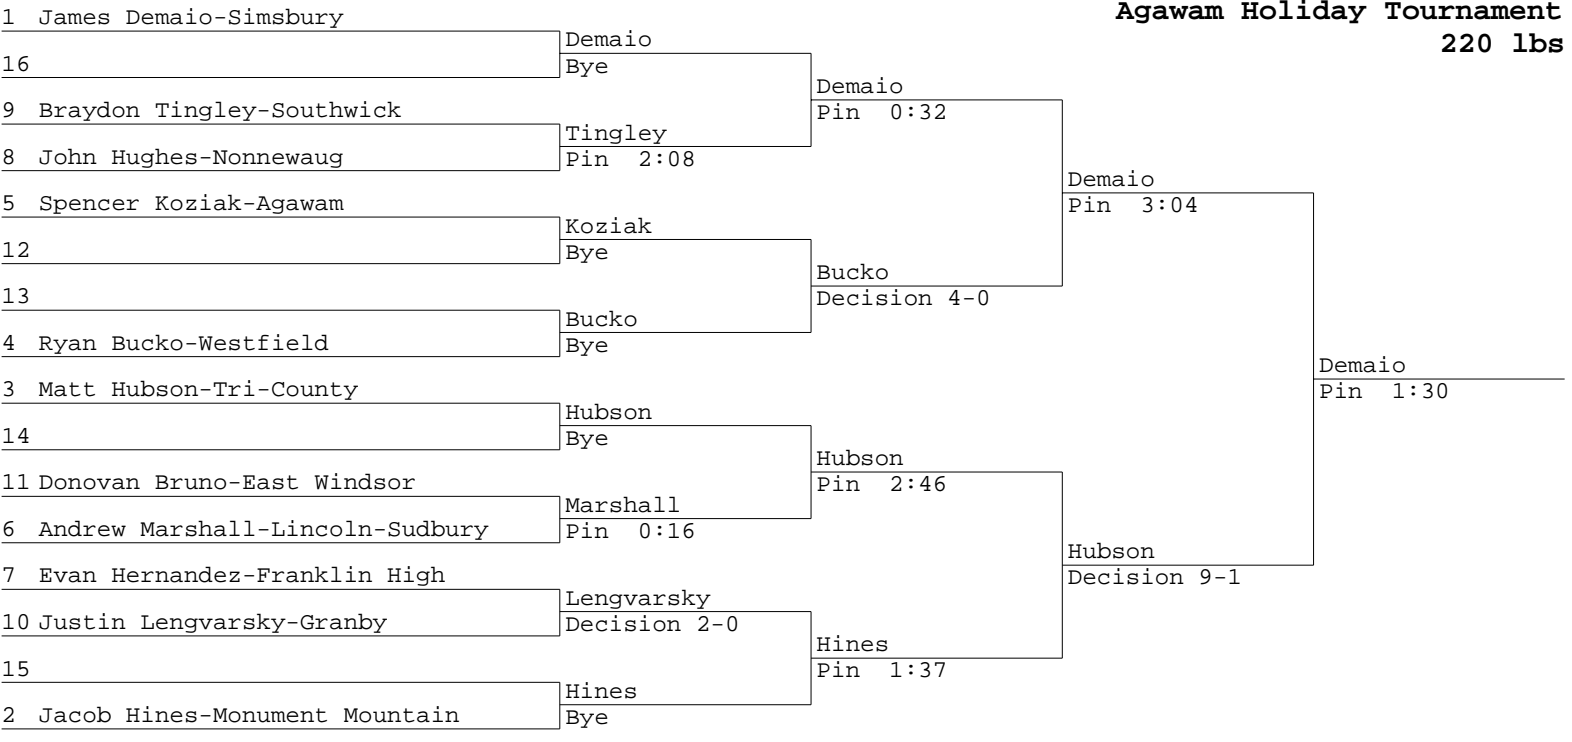 Agawam Holiday Tournament
220 lbs
1 James Demaio-Simsbury
16
9 Braydon Tingley-Southwick
8 John Hughes-Nonnewaug
5 Spencer Koziak-Agawam
12
13
4 Ryan Bucko-Westfield
3 Matt Hubson-Tri-County
14
11 Donovan Bruno-East Windsor
6 Andrew Marshall-Lincoln-Sudbury
7 Evan Hernandez-Franklin High
10 Justin Lengvarsky-Granby
15
2 Jacob Hines-Monument Mountain
Demaio
Bye
Tingley
Pin 2:08
Koziak
Bye
Bucko
Bye
Hubson
Bye
Marshall
Pin 0:16
Lengvarsky
Decision 2-0
Hines
Bye
Demaio
Pin 0:32
Bucko
Decision 4-0
Hubson
Pin 2:46
Hines
Pin 1:37
Demaio
Pin 3:04
Hubson
Decision 9-1
Demaio
Pin 1:30